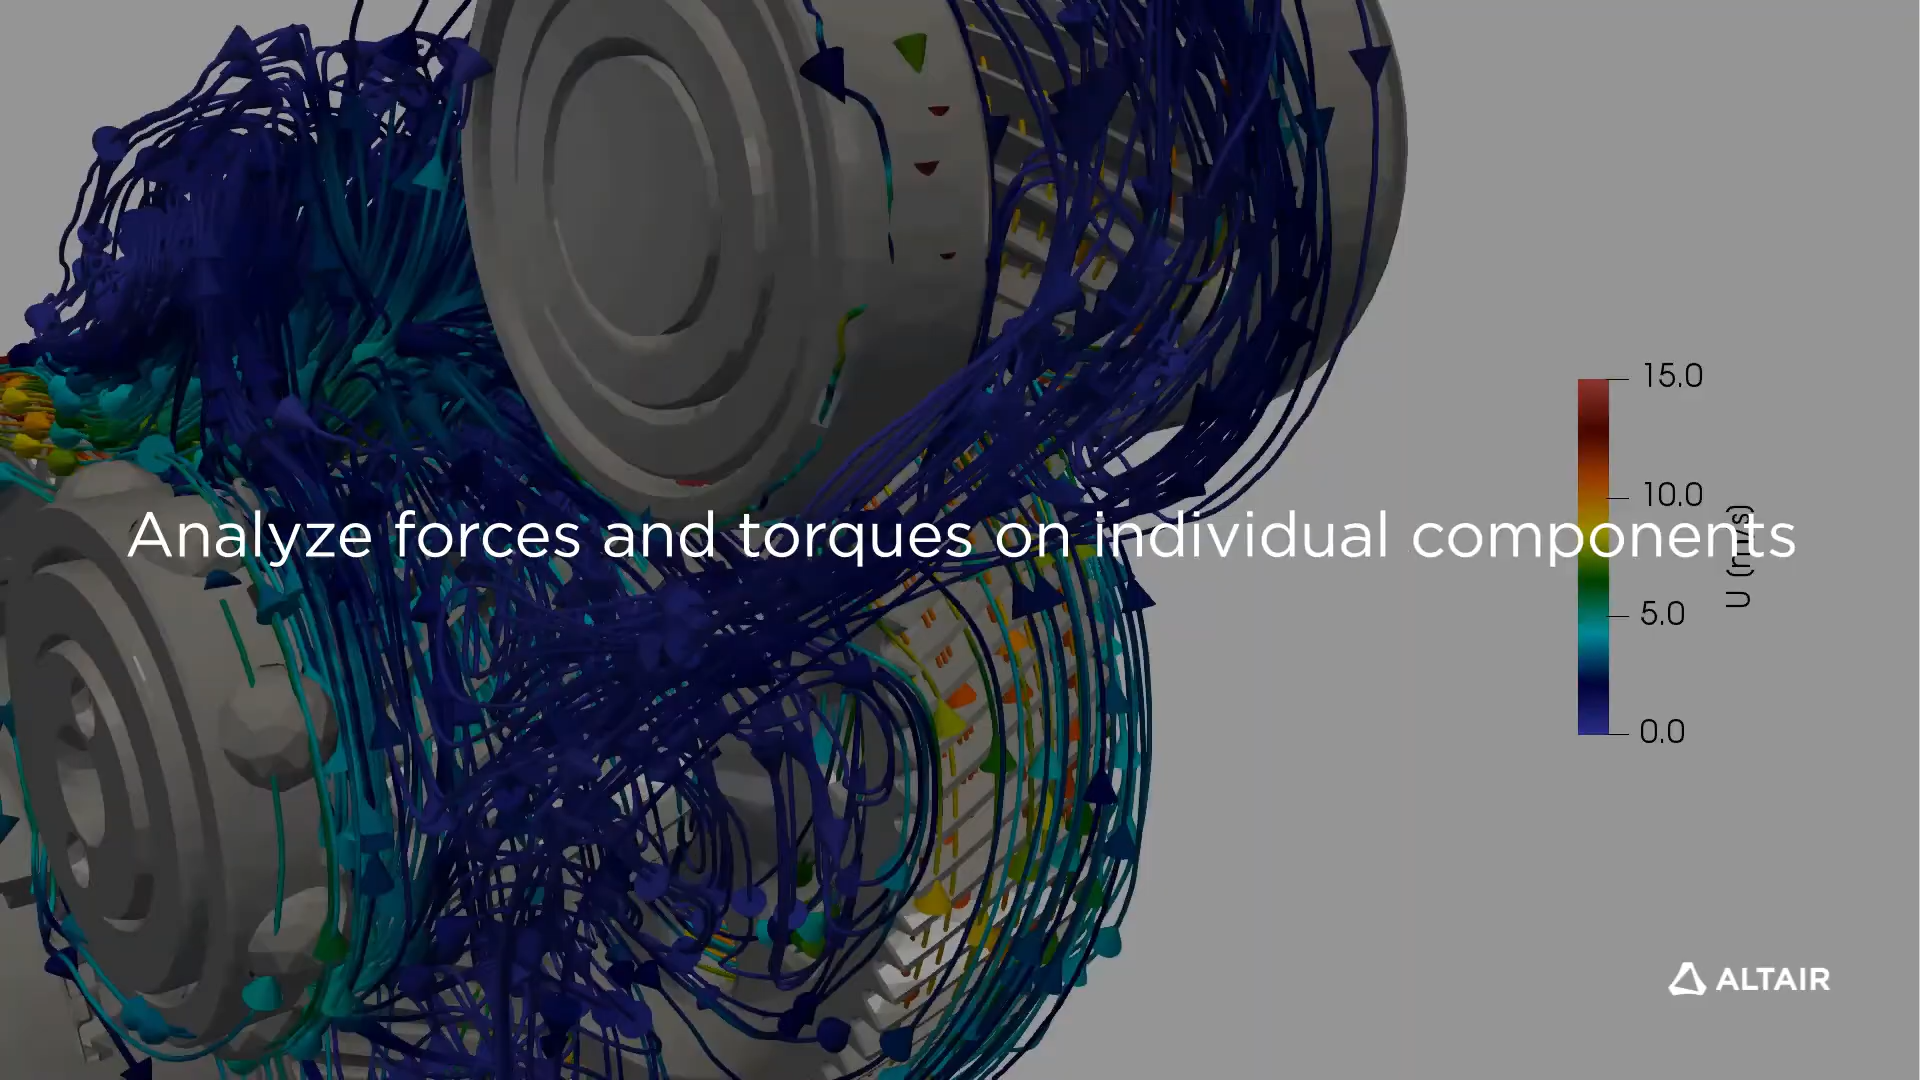 15.0
10.0
Analyze forces and torques on individual components
U (m/s)
5.0
0.0
ALTAIR